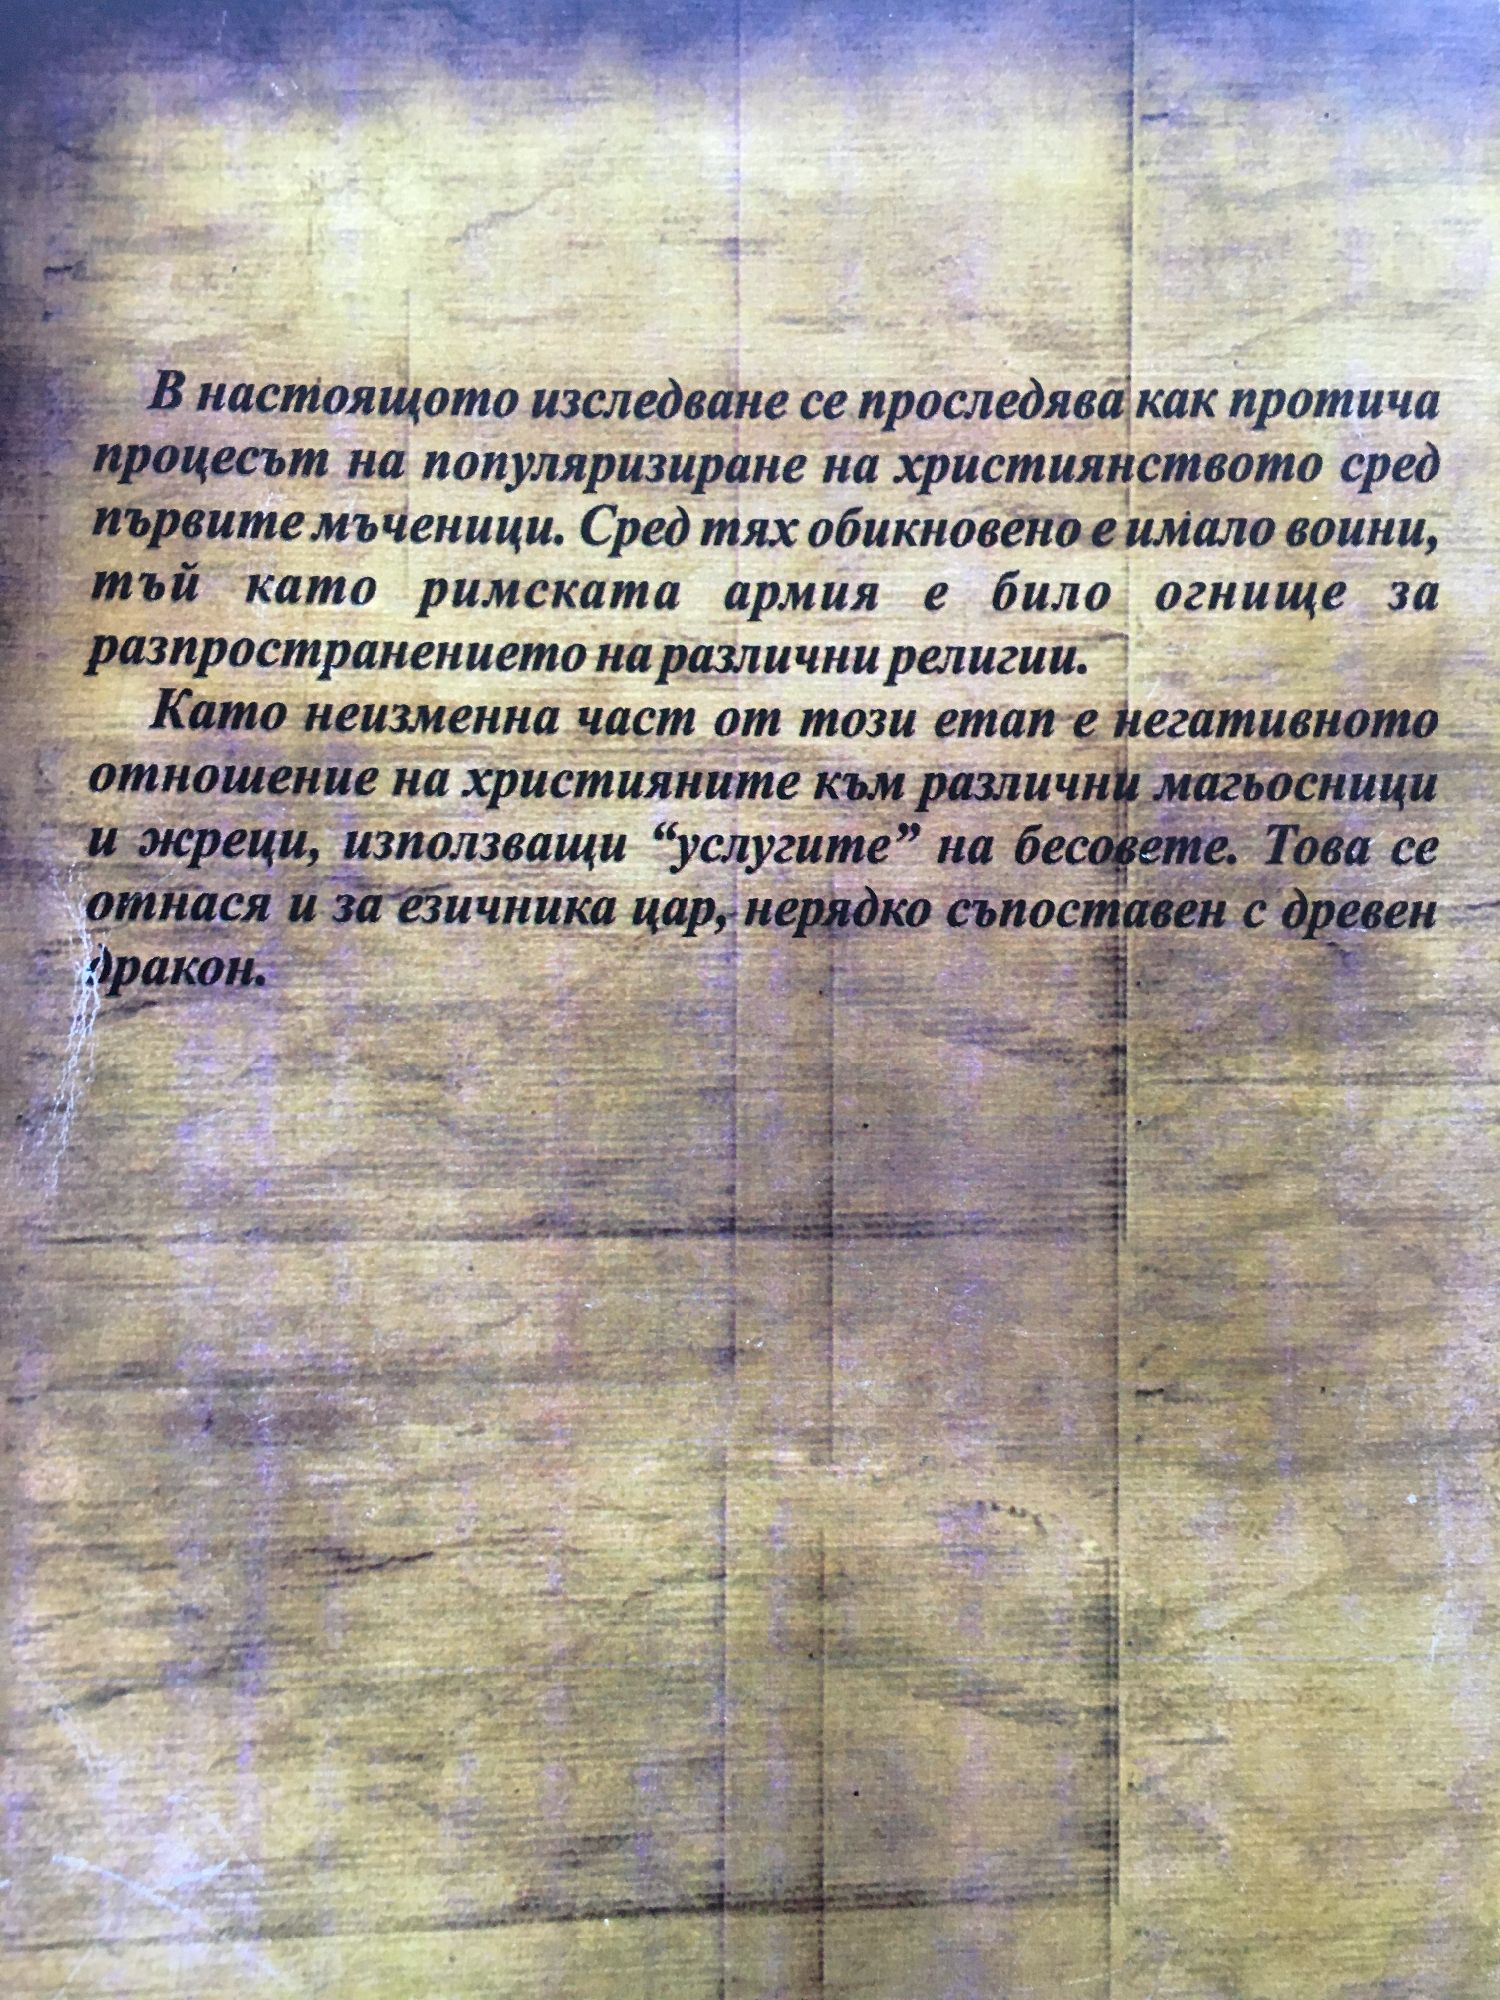 В настоящото изследване се проследява как протича
процесът на популяризиране на християнството сред
първите мъченици. Сред тях обикновено е имало воини,
тъй като римската армия е било огнище за
разпространението на различни религии.
Като неизменна част от този етап е негативното
отношение на християните към различни магьосници
и жреци, използващи “услугите” на бесовете. Това се
отнася и за езичника цар, нерядко съпоставен с древен
дракон.